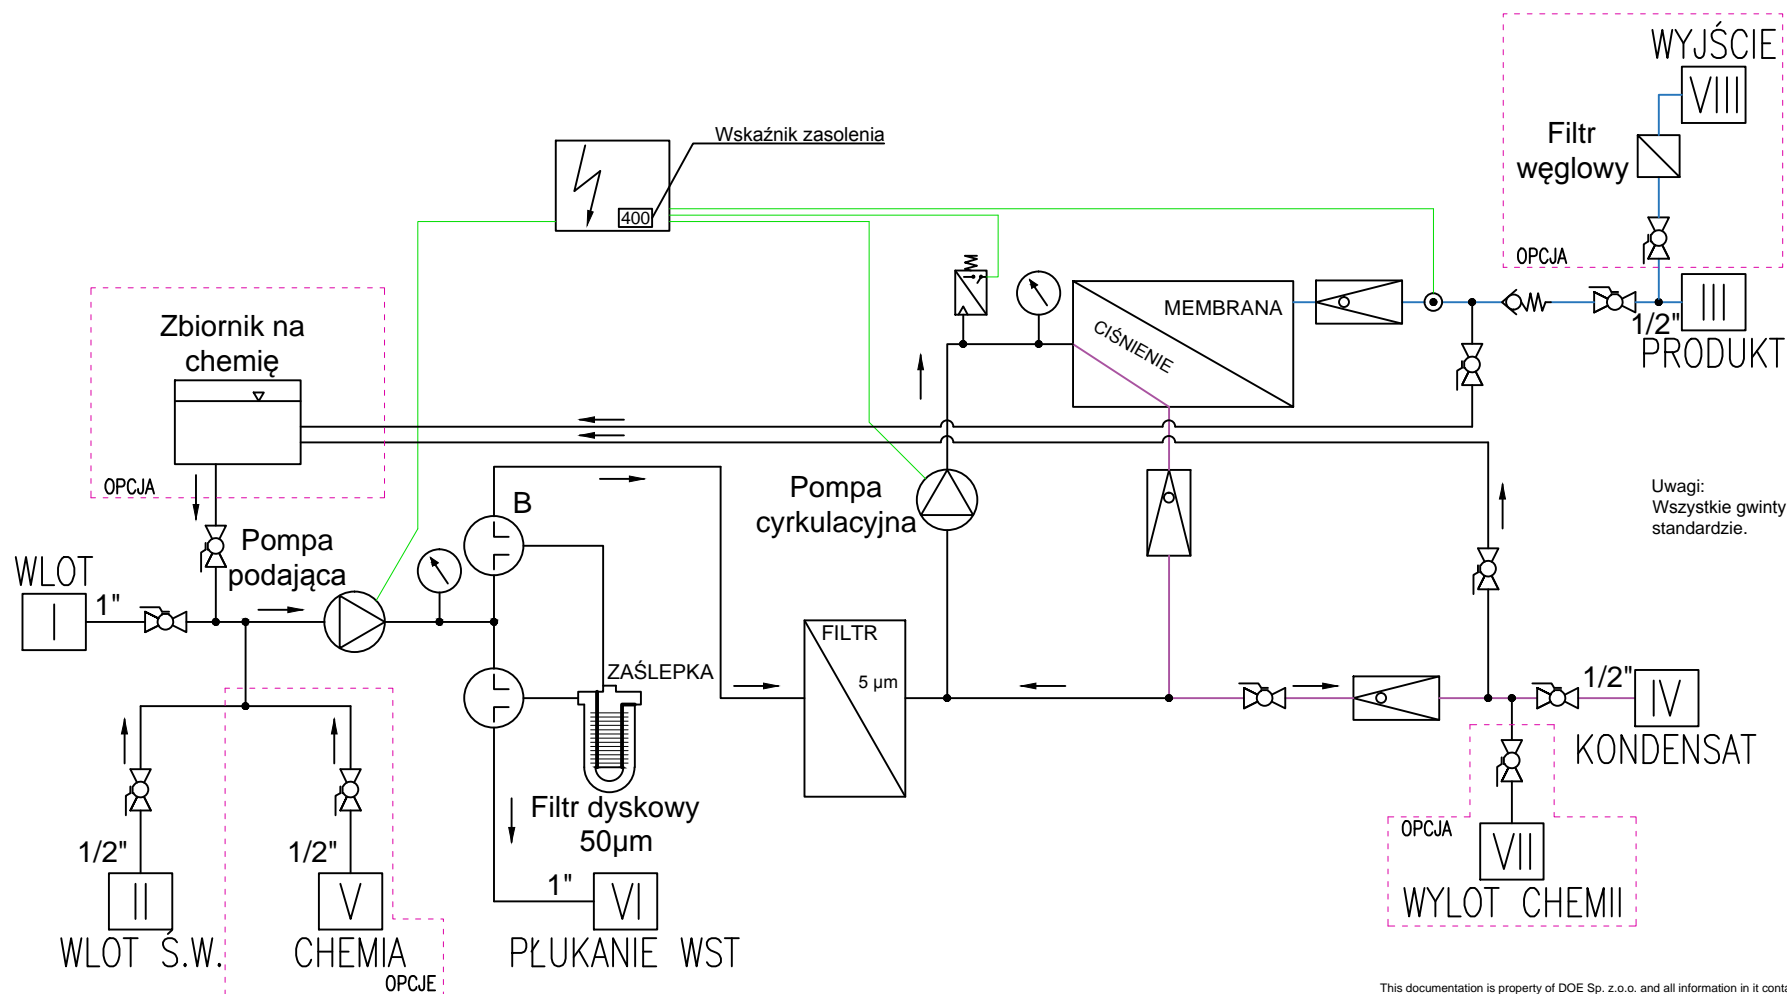 WYJŚCIE
VIII
Filtr
węglowy
OPCJA
Wskaźnik zasolenia
400
III
1/2"
PRODUKT
MEMBRANA
CIŚNIENIE
Zbiornik na
chemię
OPCJA
Pompa
cyrkulacyjna
Uwagi:
Wszystkie gwinty
standardzie.
B
Pompa
podająca
WLOT
I
1"
FILTR
5 µm
ZAŚLEPKA
Filtr dyskowy
50µm
1/2"
IV
KONDENSAT
OPCJA
VII
WYLOT CHEMII
1/2"
II
WLOT Ś.W.
1/2"
V
CHEMIA
OPCJE
1"
VI
PŁUKANIE WST
This documentation is property of DOE Sp. z.o.o. and all information in it conta